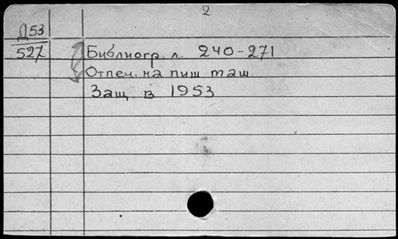 2
Д53
527
Библиогр. л. 240-271
Отпеч. на пиш маш.
Защ. в 1953